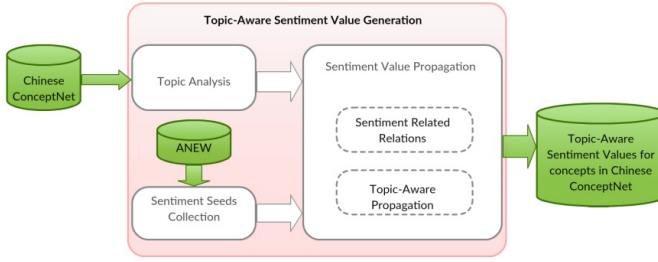 Topic-Aware Sentiment Value Generation
Chinese
ConceptNet
Topic Analysis
Sentiment Value Propagation
Sentiment Related
Relations
ANEW
Topic-Aware
Propagation
Sentiment Seeds
Collection
Topic-Aware
Sentiment Values for
concepts in Chinese
ConceptNet